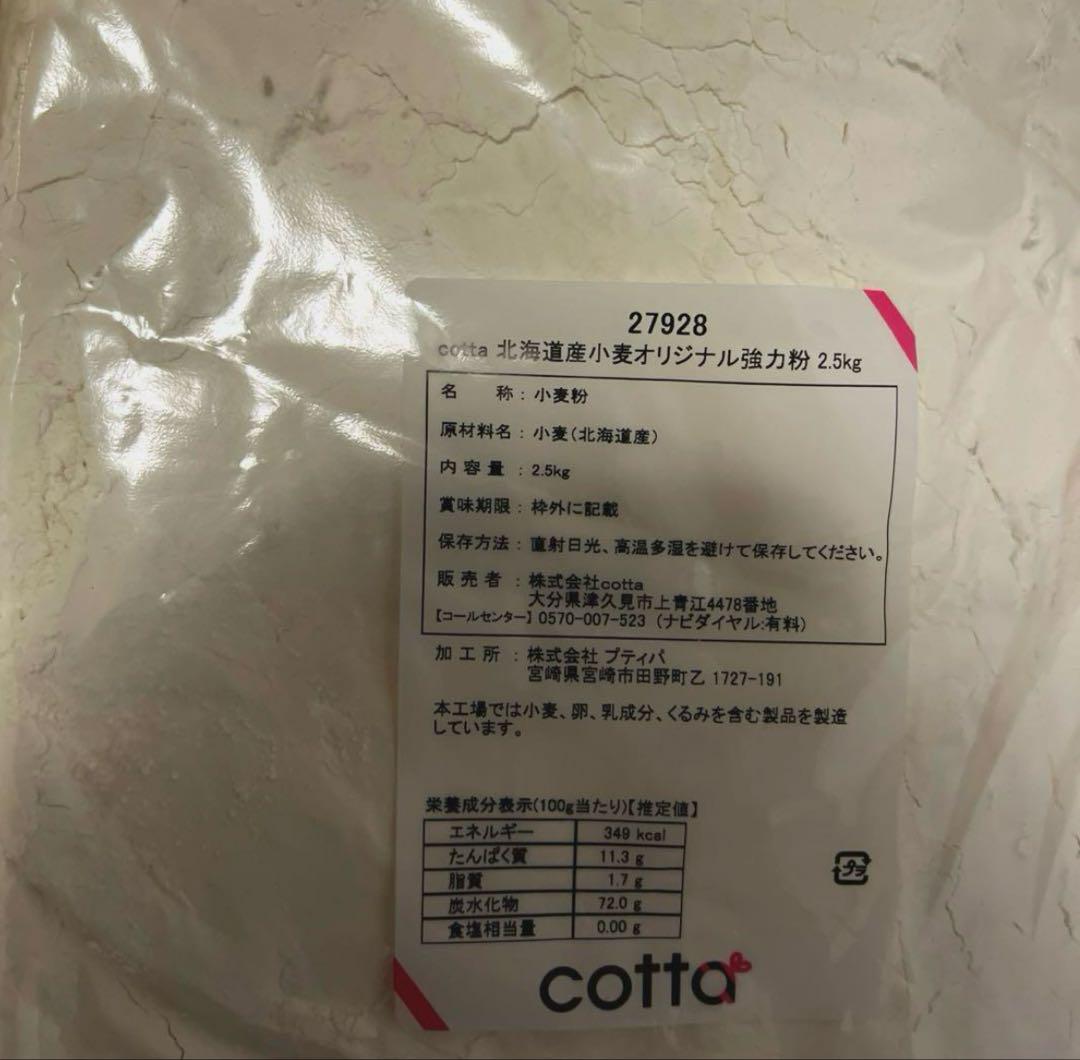 27928
cotta 北海道産小麦オリジナル強力粉 2.5kg
名　称：小麦粉
原材料名：小麦(北海道産)
内容量：2.5kg
賞味期限：枠外に記載
保存方法：直射日光、高温多湿を避けて保存してください。
販売者：株式会社cotta
大分県津久見市上青江4478番地
【コールセンター】0570-007-523 (ナビダイヤル:有料)
加工所：株式会社 プティパ
宮崎県宮崎市田野町乙 1727-191
本工場では小麦、卵、乳成分、くるみを含む製品を製造
しています。
栄養成分表示(100g当たり)【推定値】
エネルギー 349 kcal
たんぱく質 11.3 g
脂質 1.7 g
炭水化物 72.0 g
食塩相当量 0.00 g
プラ
cotta